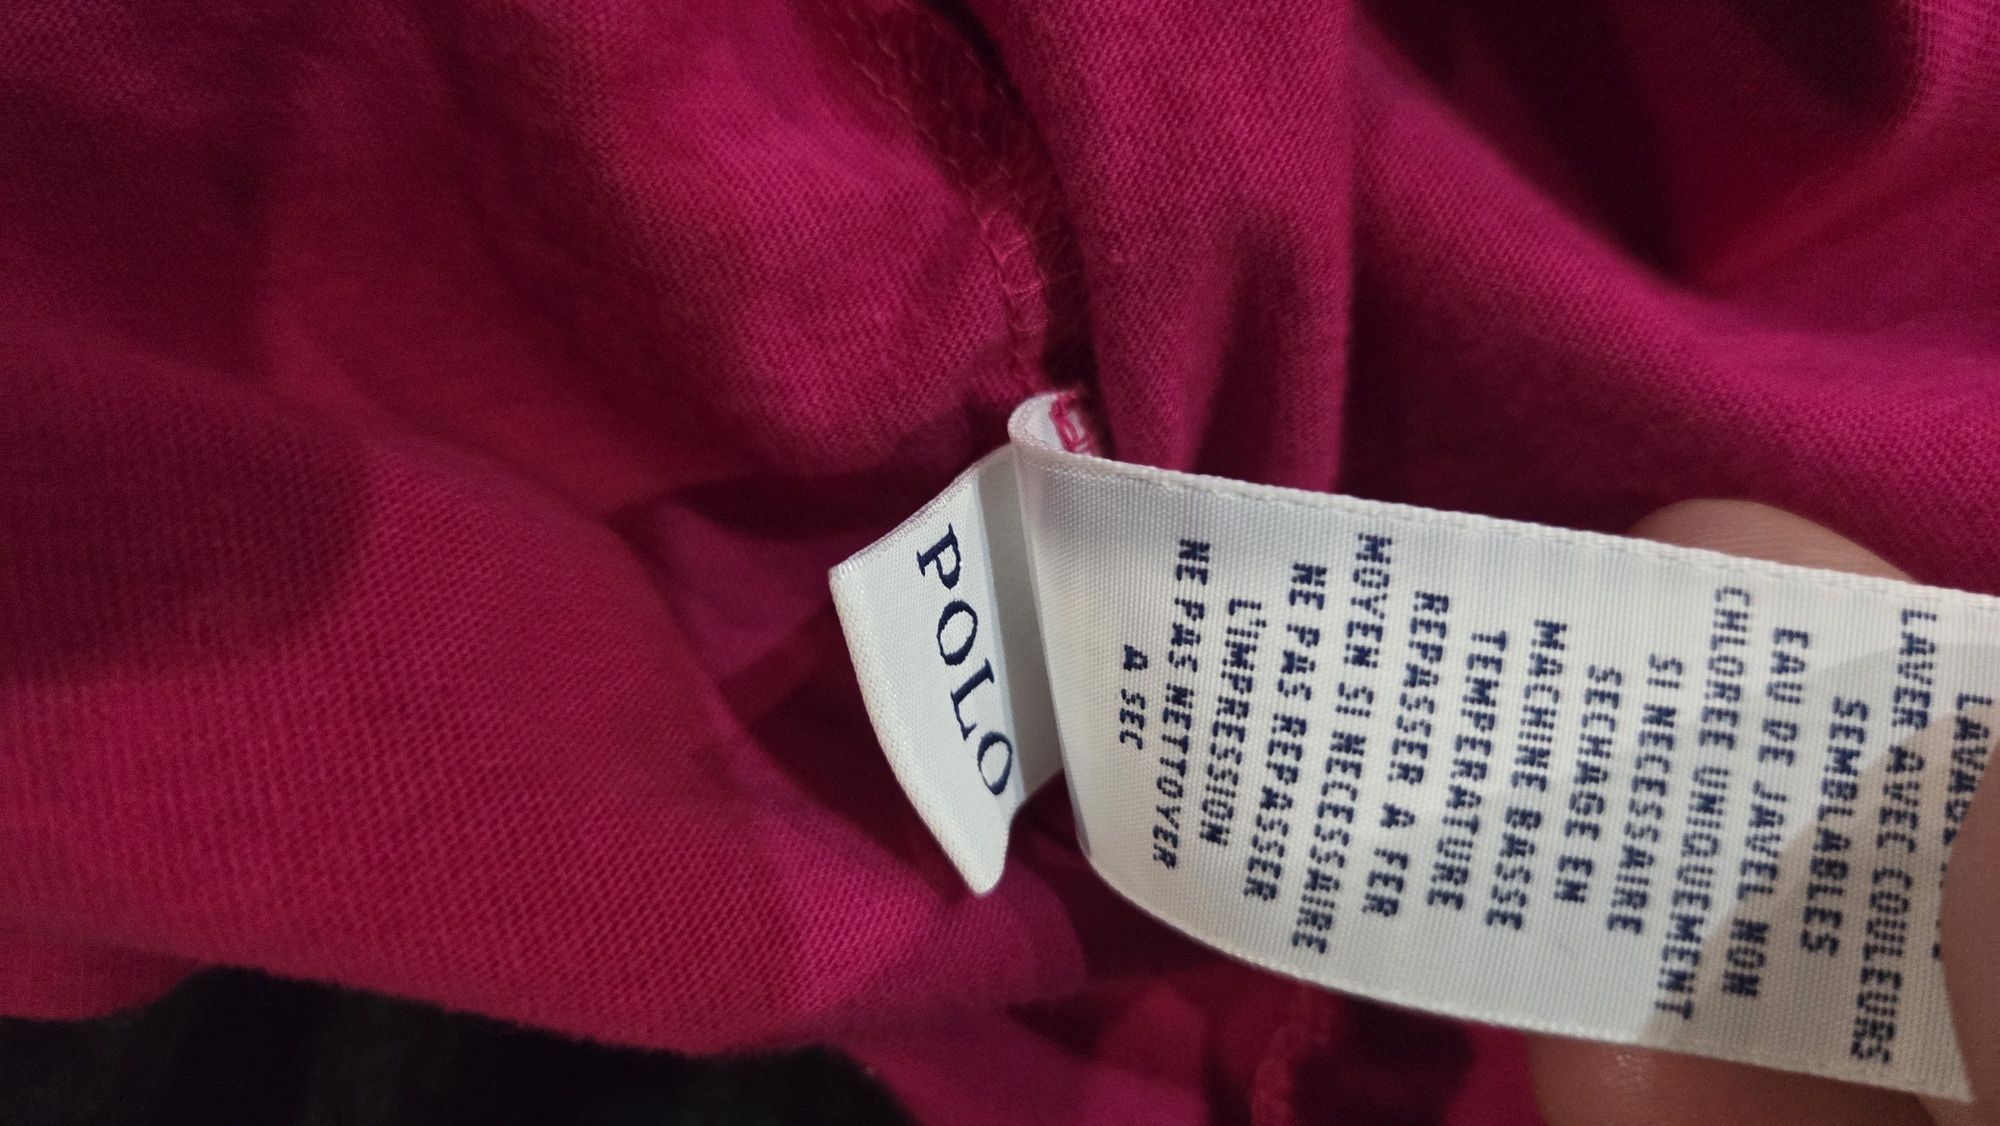 POLO
LAVER AVEC COULEURS
SEMBLABLES
EAU DE JAVEL NON
CHLOREE UNIQUEMENT
SI NECESSAIRE
SECHAGE EN
MACHINE BASSE
TEMPERATURE
REPASSER A FER
MOYEN SI NECESSAIRE
NE PAS REPASSER
L'IMPRESSION
NE PAS NETTOYER
A SEC